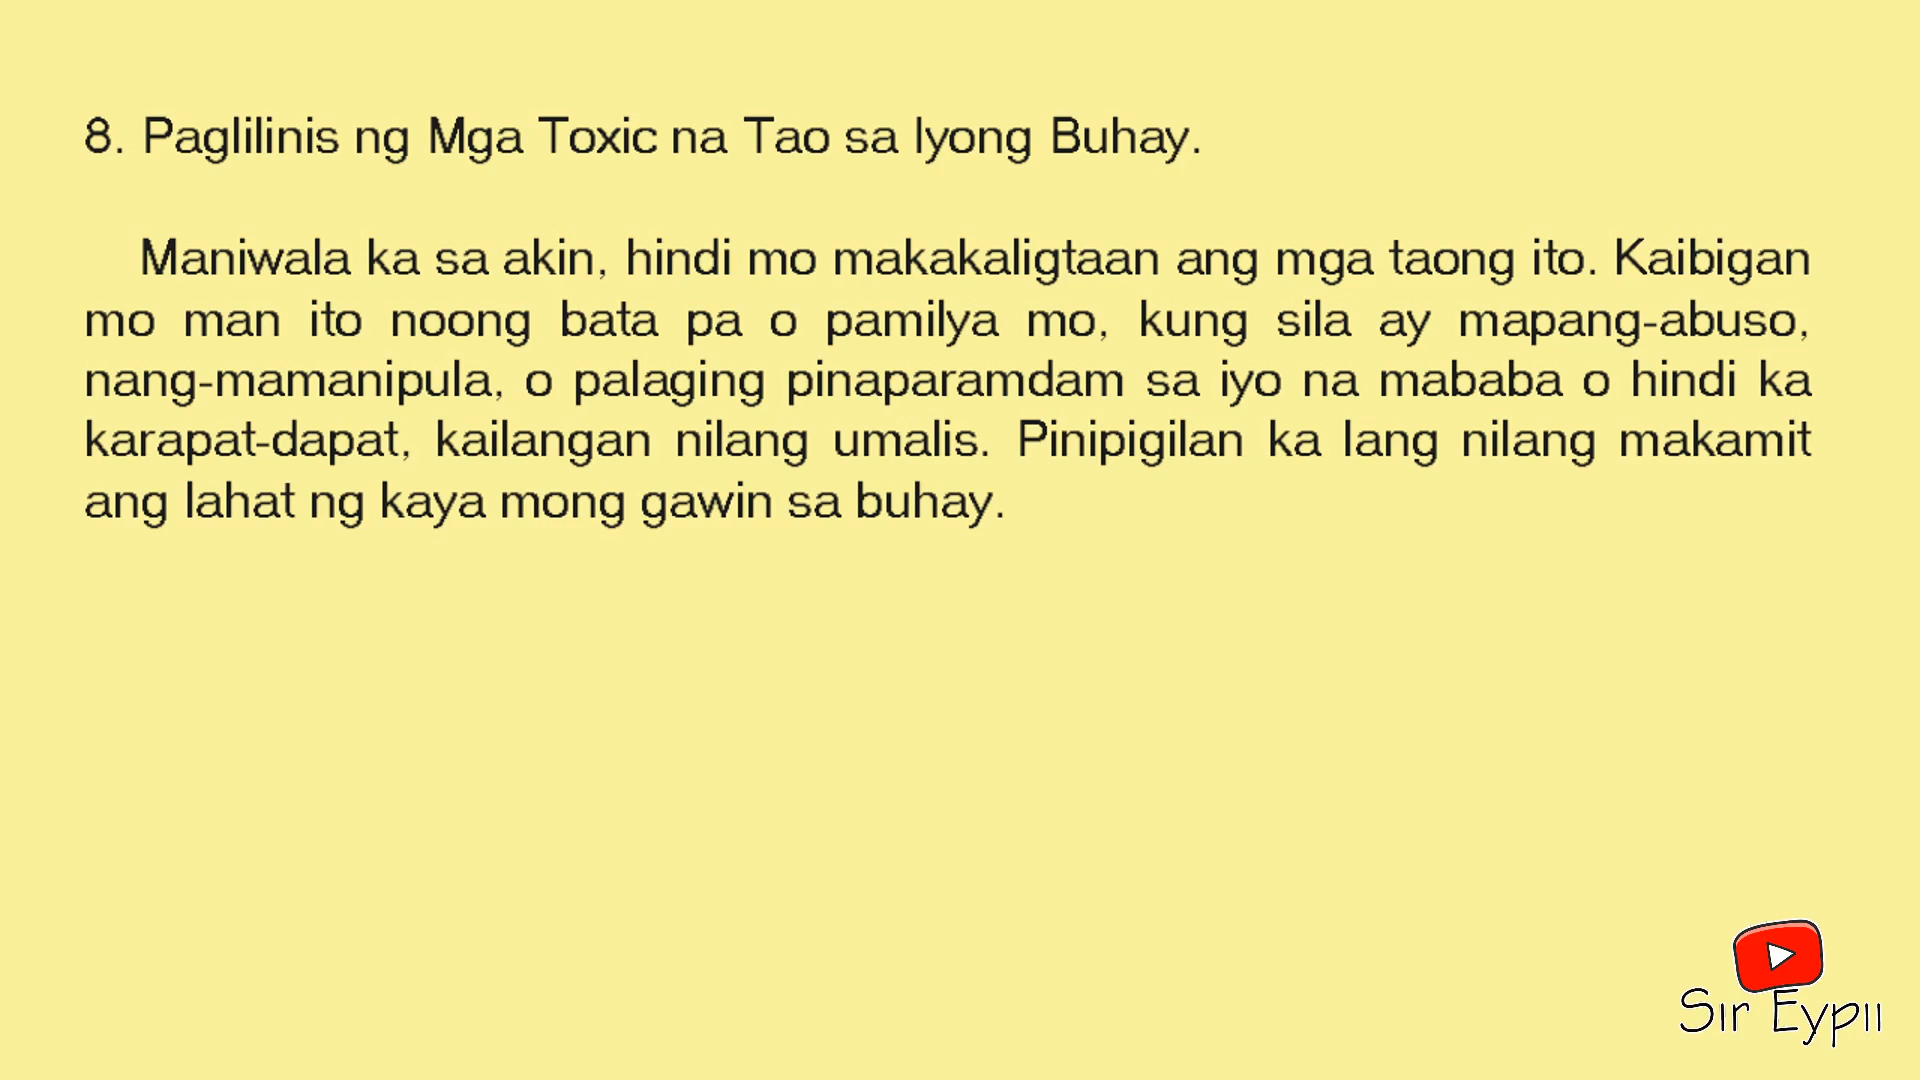 8. Paglilinis ng Mga Toxic na Tao sa Iyong Buhay.
Maniwala ka sa akin, hindi mo makakaligtaan ang mga taong ito. Kaibigan
mo man ito noong bata pa o pamilya mo, kung sila ay mapang-abuso,
nang-mamanipula, o palaging pinaparamdam sa iyo na mababa o hindi ka
karapat-dapat, kailangan nilang umalis. Pinipigilan ka lang nilang makamit
ang lahat ng kaya mong gawin sa buhay.
Sir Eypii